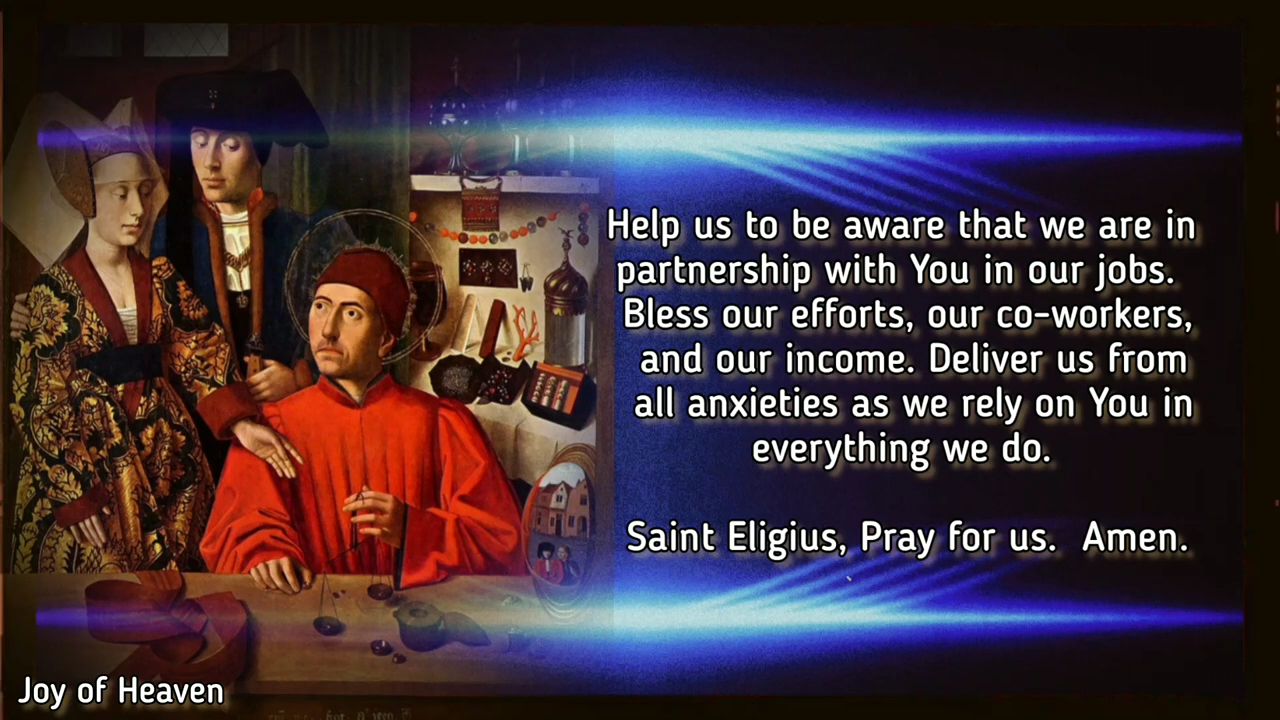 Help us to be aware that we are in
partnership with You in our jobs.
Bless our efforts, our co-workers,
and our income. Deliver us from
all anxieties as we rely on You in
everything we do.
Saint Eligius, Pray for us. Amen.
Joy of Heaven